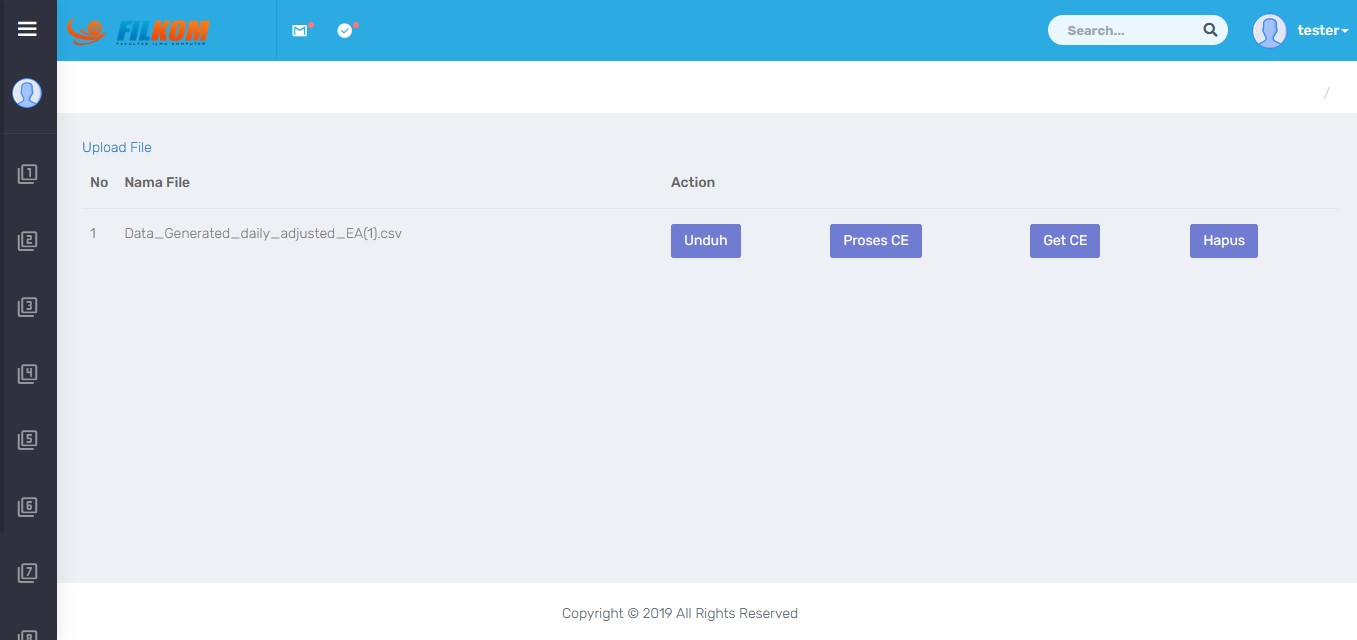 FILKOM
FAKULTAS ILMU KOMPUTER
Search...
tester
/
Upload File
No Nama File Action
1 Data_Generated_daily_adjusted_EA(1).csv Unduh Proses CE Get CE Hapus
1
2
3
4
5
6
7
8
Copyright © 2019 All Rights Reserved